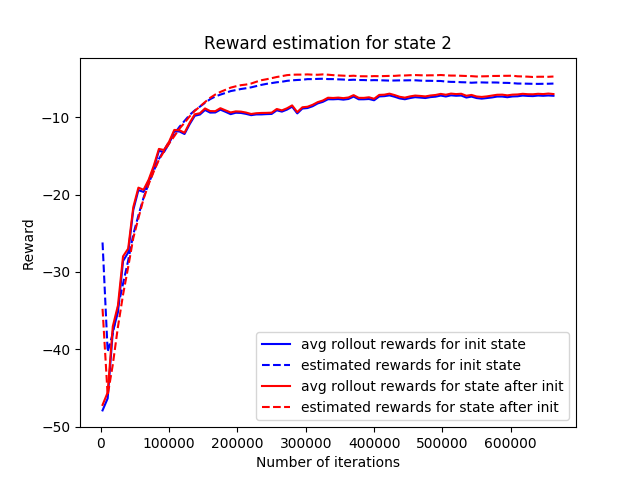 Reward estimation for state 2
Reward
−10
−20
−30
−40
−50
avg rollout rewards for init state
estimated rewards for init state
avg rollout rewards for state after init
estimated rewards for state after init
0 100000 200000 300000 400000 500000 600000
Number of iterations